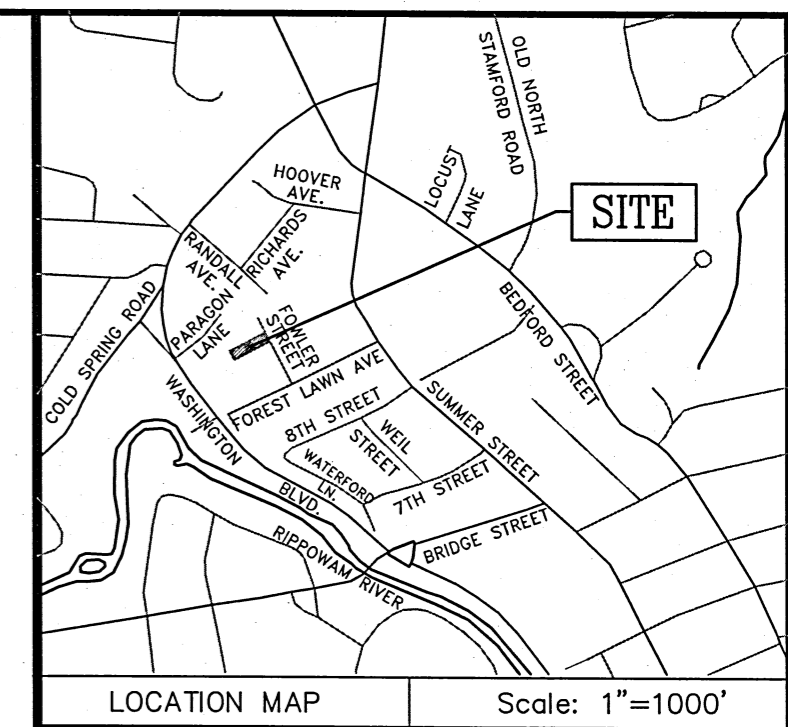 OLD NORTH
STAMFORD ROAD
HOOVER
AVE.
LOCUST
LANE
SITE
RICHARDS
AVE.
RANDALL
AVE.
PARAGON
LANE
FOWLER
STREET
BEDFORD STREET
COLD SPRING ROAD
WASHINGTON
BLVD.
FOREST LAWN AVE
8TH STREET
SUMMER STREET
WEIL
STREET
WATERFORD
LN.
7TH STREET
BRIDGE STREET
RIPPOWAM RIVER
LOCATION MAP
Scale: 1"=1000'